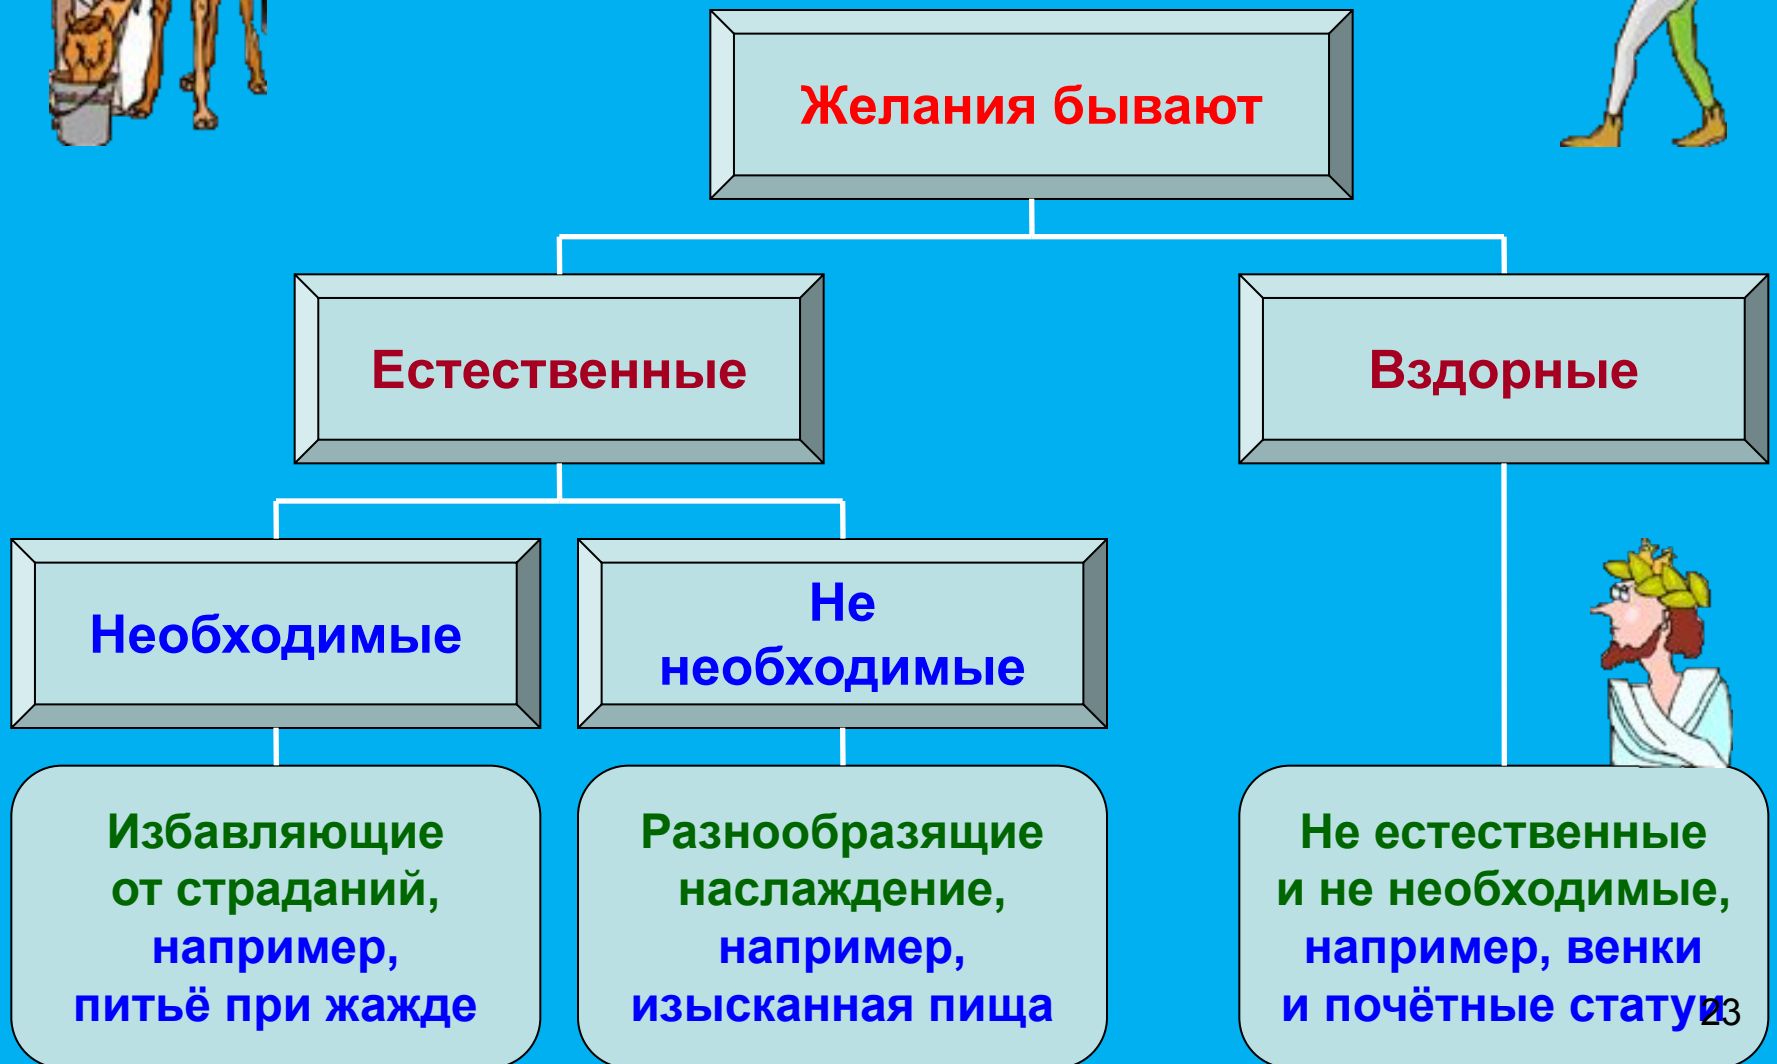 Желания бывают
Естественные
Вздорные
Необходимые
Не
необходимые
Избавляющие
от страданий,
например,
питьё при жажде
Разнообразящие
наслаждение,
например,
изысканная пища
Не естественные
и не необходимые,
например, венки
и почётные статуи
23